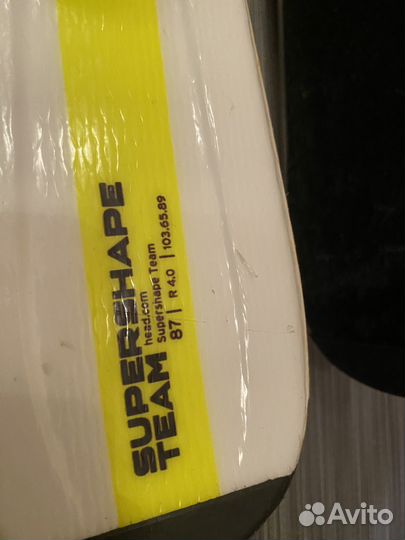 SUPERSHAPE
TEAM
head.com
Supershape Team
87 | R 4.0 | 103.65.89
Avito